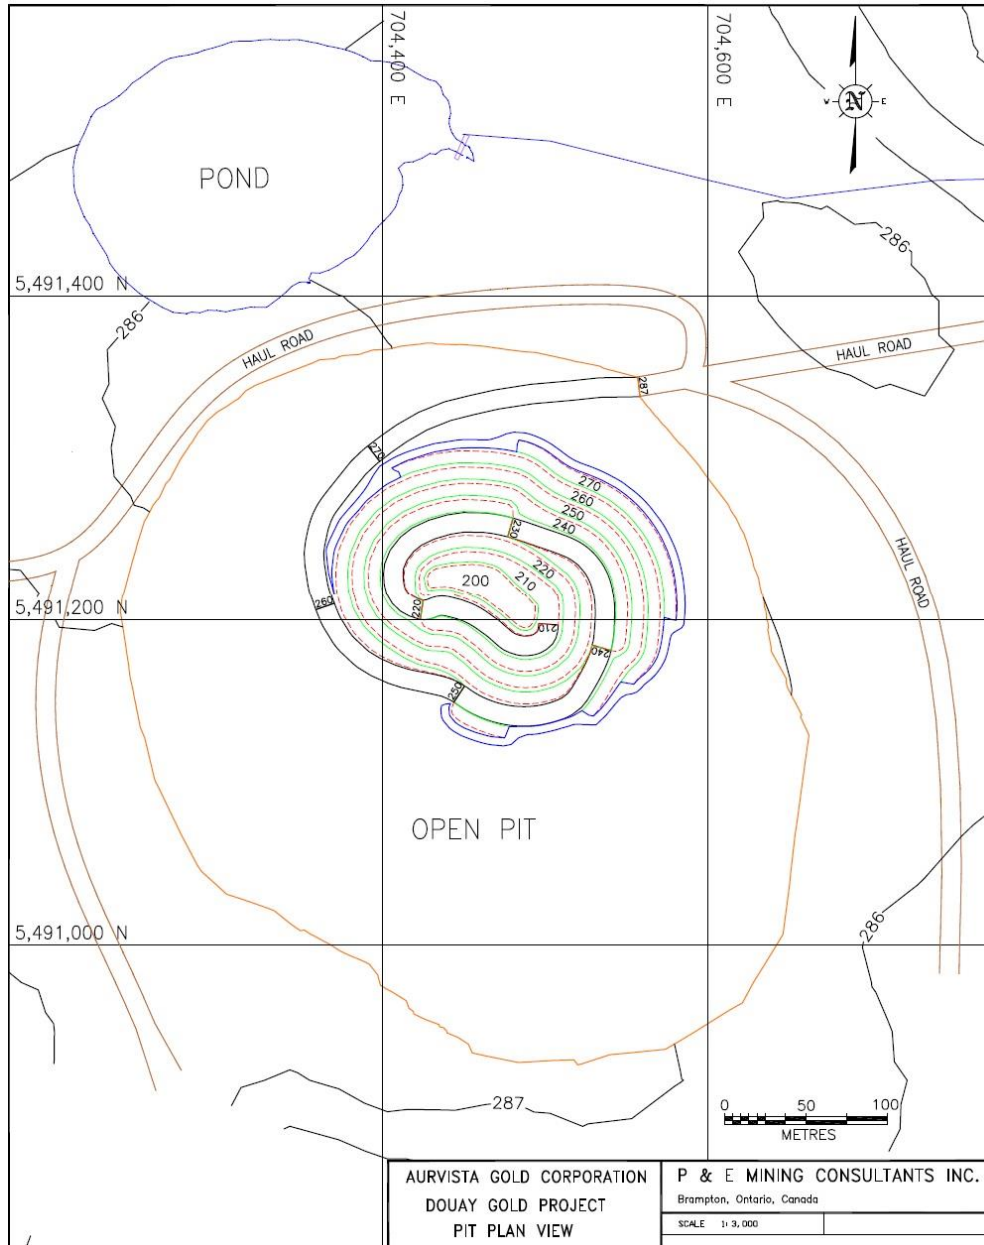 704,400 E
704,600 E
W N E
POND
286
5,491,400 N
286
HAUL ROAD
HAUL ROAD
287
270
270
260
250
240
230
220
210
200
HAUL ROAD
260
220
210
5,491,200 N
240
250
OPEN PIT
286
5,491,000 N
287
0 50 100
METRES
AURVISTA GOLD CORPORATION
DOUAY GOLD PROJECT
PIT PLAN VIEW
P & E MINING CONSULTANTS INC.
Brampton, Ontario, Canada
SCALE 1:3,000